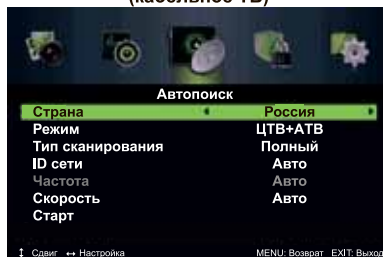 (кабельное ТВ)
Автопоиск
Страна Россия
Режим ЦТВ+АТВ
Тип сканирования Полный
ID сети Авто
Частота Авто
Скорость Авто
Старт
↕ Сдвиг ↔ Настройка MENU: Возврат EXIT: Выход